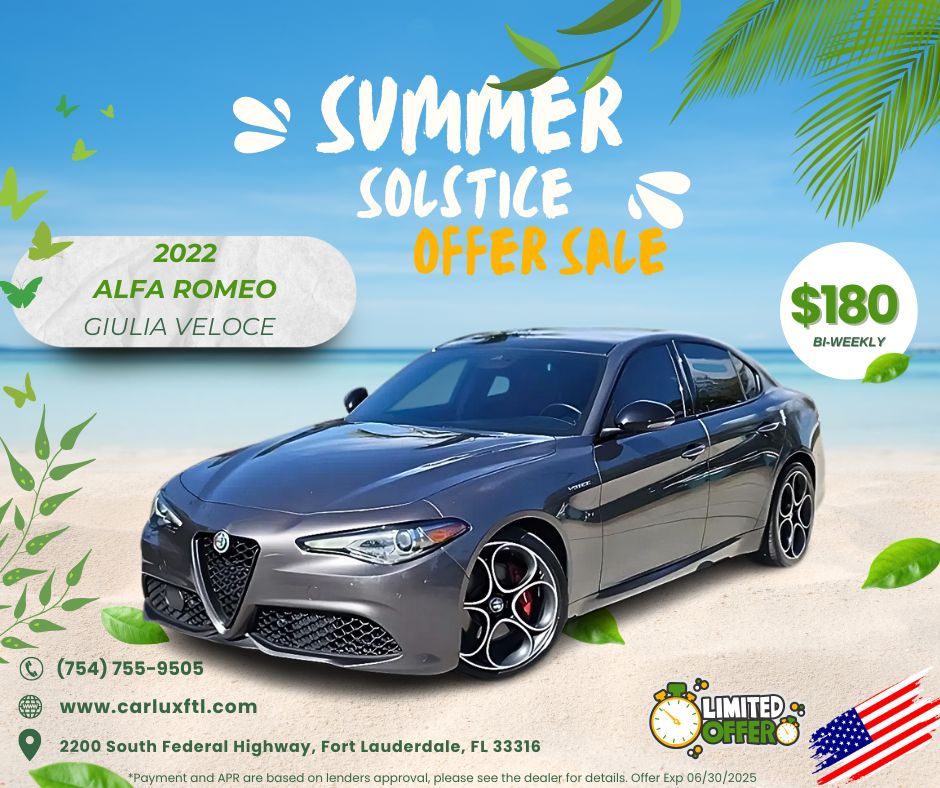 SUMMER
SOLSTICE
OFFER SALE
2022
ALFA ROMEO
GIULIA VELOCE
$180
BI-WEEKLY
(754) 755-9505
www.carluxftl.com
2200 South Federal Highway, Fort Lauderdale, FL 33316
LIMITED
OFFER
*Payment and APR are based on lenders approval, please see the dealer for details. Offer Exp 06/30/2025